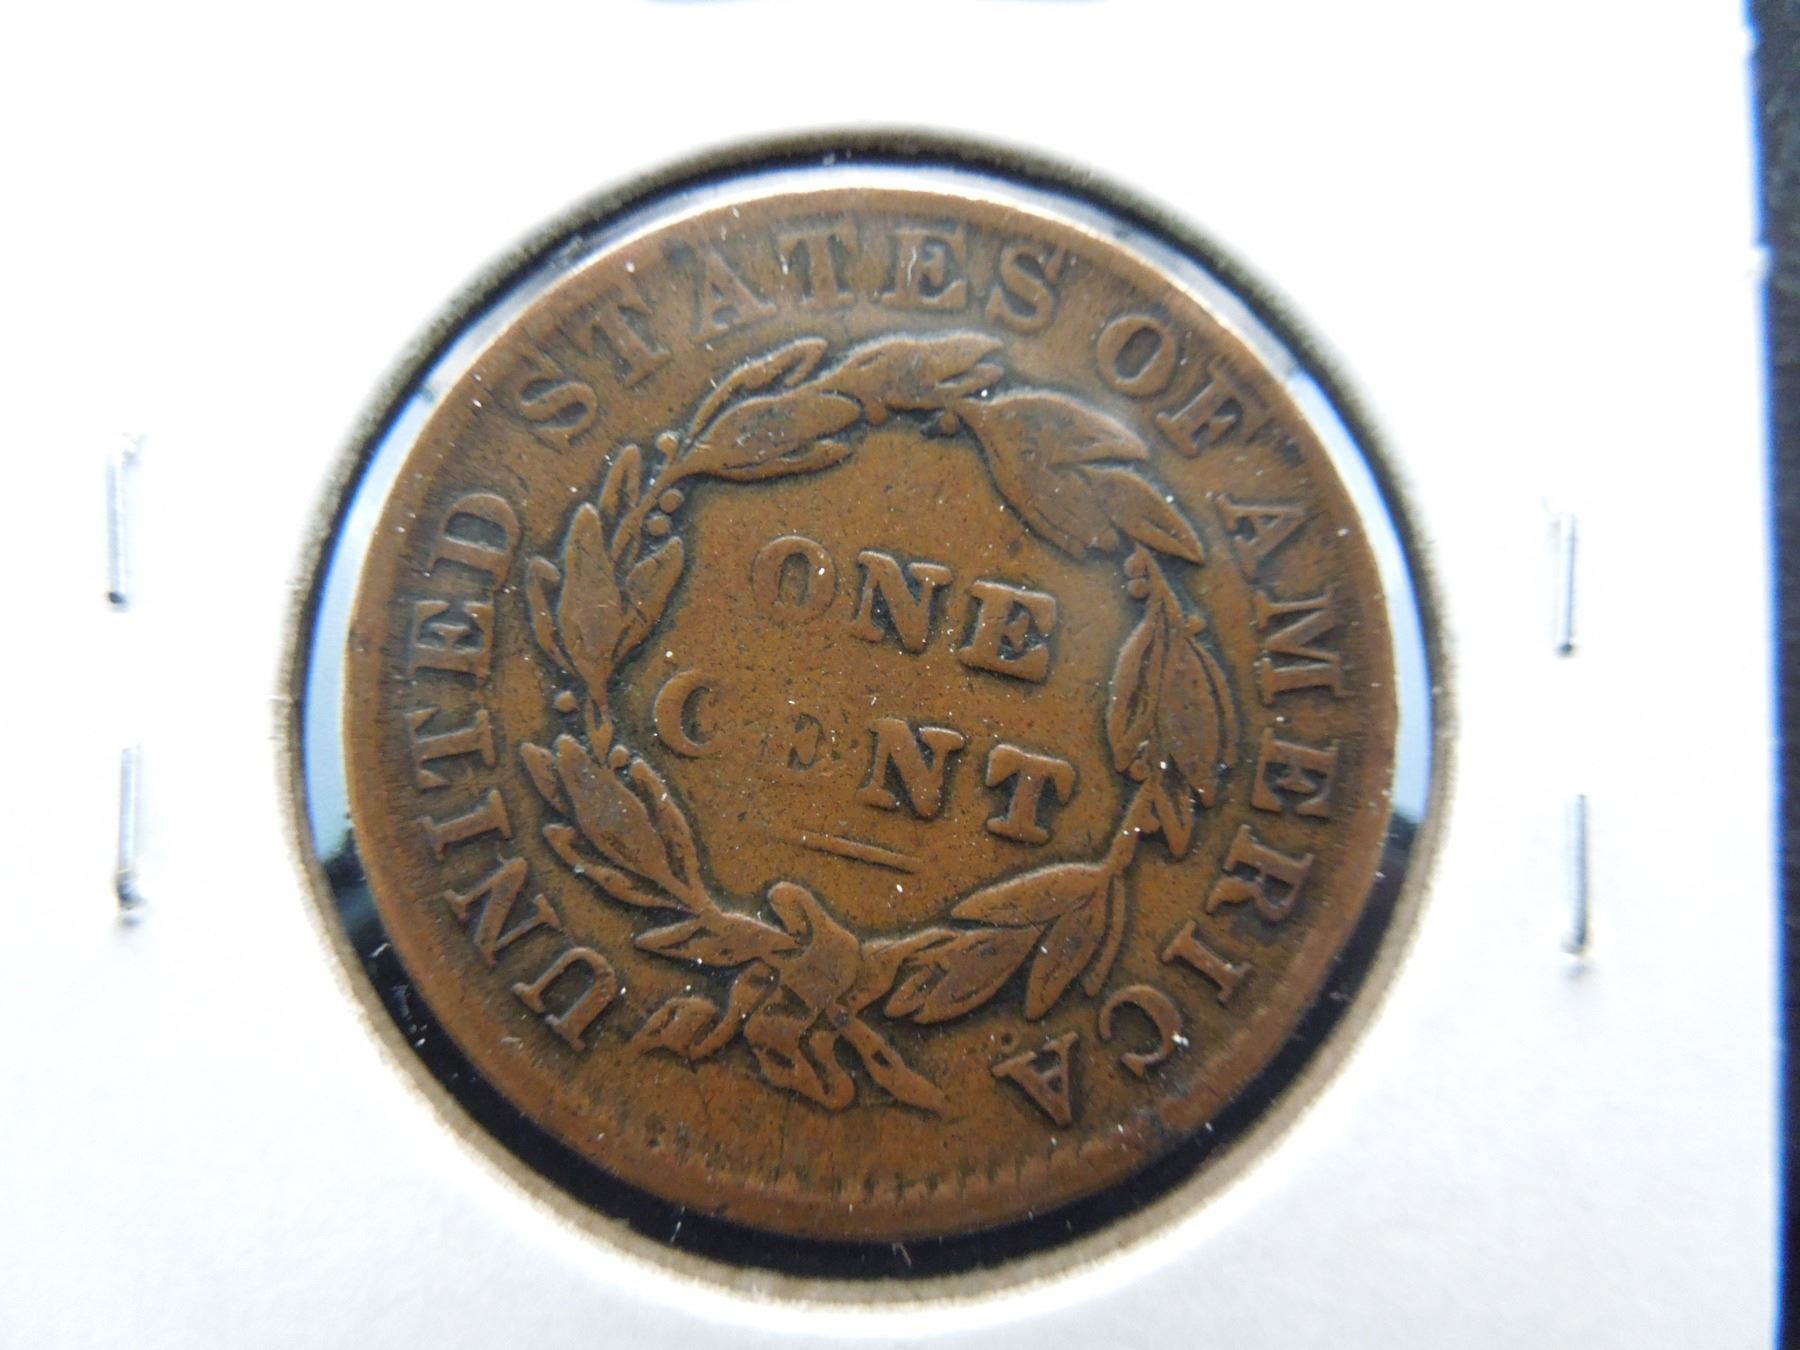 UNITED STATES OF AMERICA
ONE
CENT